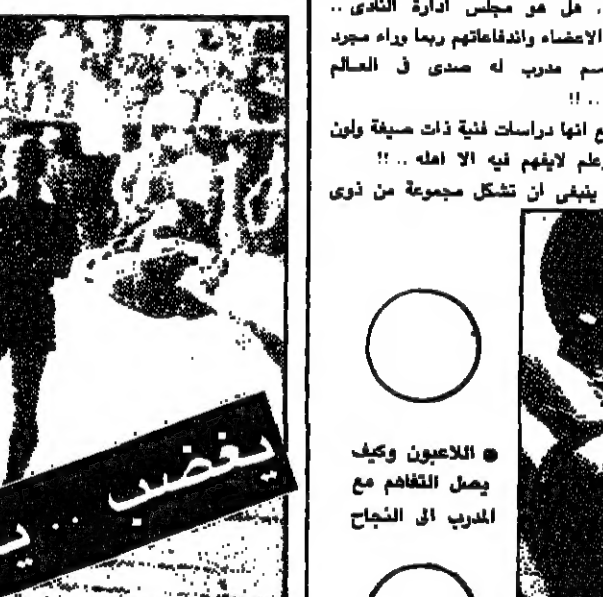 هل هو مجلس ادارة النادى ..
الاعضاء واندفاعاتهم ربما وراء مجرد
سم مدرب له صدى فى العالم
.. !!
ع انها دراسات فنية ذات صيغة ولون
علم لايفهم فيه الا اهله .. !!
ينبغى ان تشكل مجموعة من ذوى
● اللاعبون وكيف
يصل التفاهم مع
المدرب الى النجاح
يغضب .. يـ